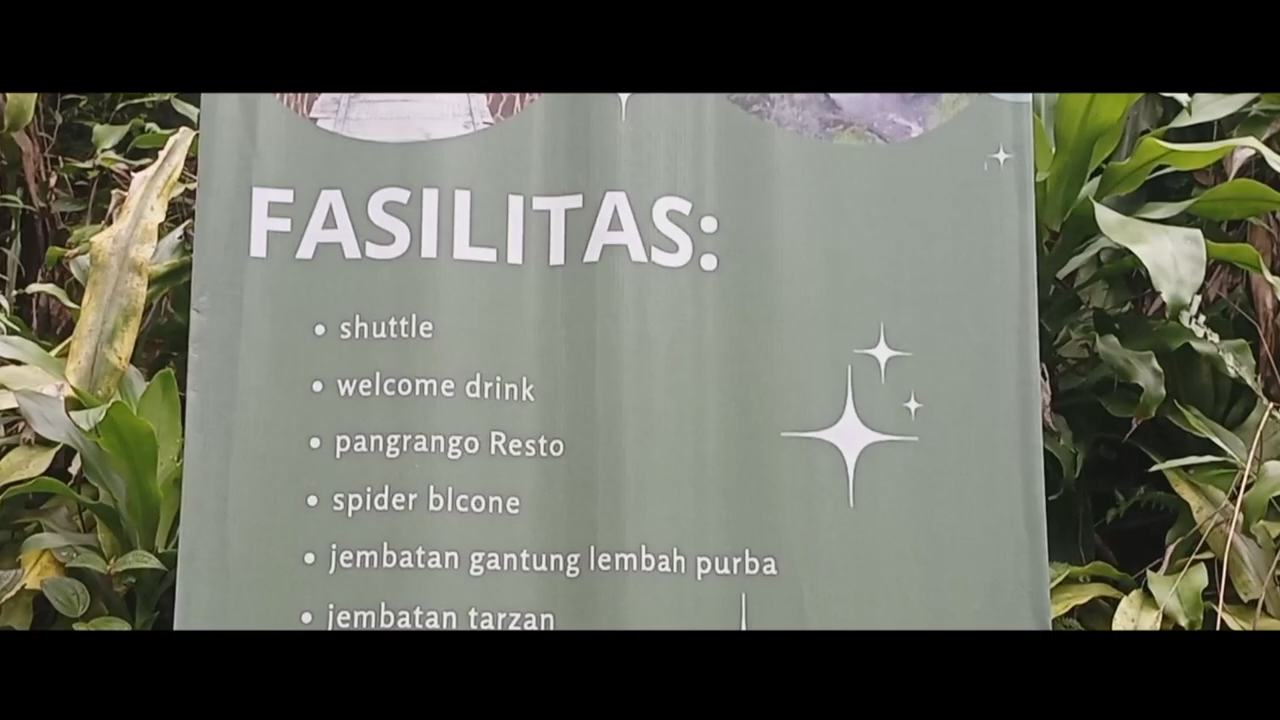 FASILITAS:
• shuttle
• welcome drink
• pangrango Resto
• spider blcone
• jembatan gantung lembah purba
• jembatan tarzan